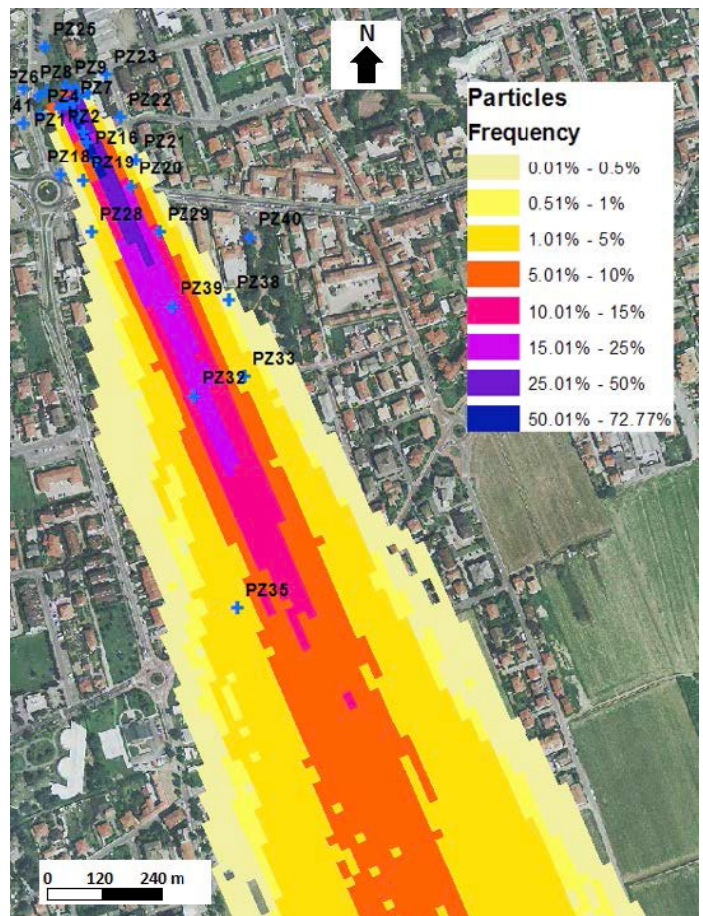 PZ25
N
PZ23
PZ6
PZ8
PZ9
PZ7
PZ4
41
PZ1
PZ2
PZ22
PZ16
PZ21
PZ18
PZ19
PZ20
PZ28
PZ29
PZ40
PZ39
PZ38
PZ33
PZ32
PZ35
Particles
Frequency
0.01% - 0.5%
0.51% - 1%
1.01% - 5%
5.01% - 10%
10.01% - 15%
15.01% - 25%
25.01% - 50%
50.01% - 72.77%
0 120 240 m